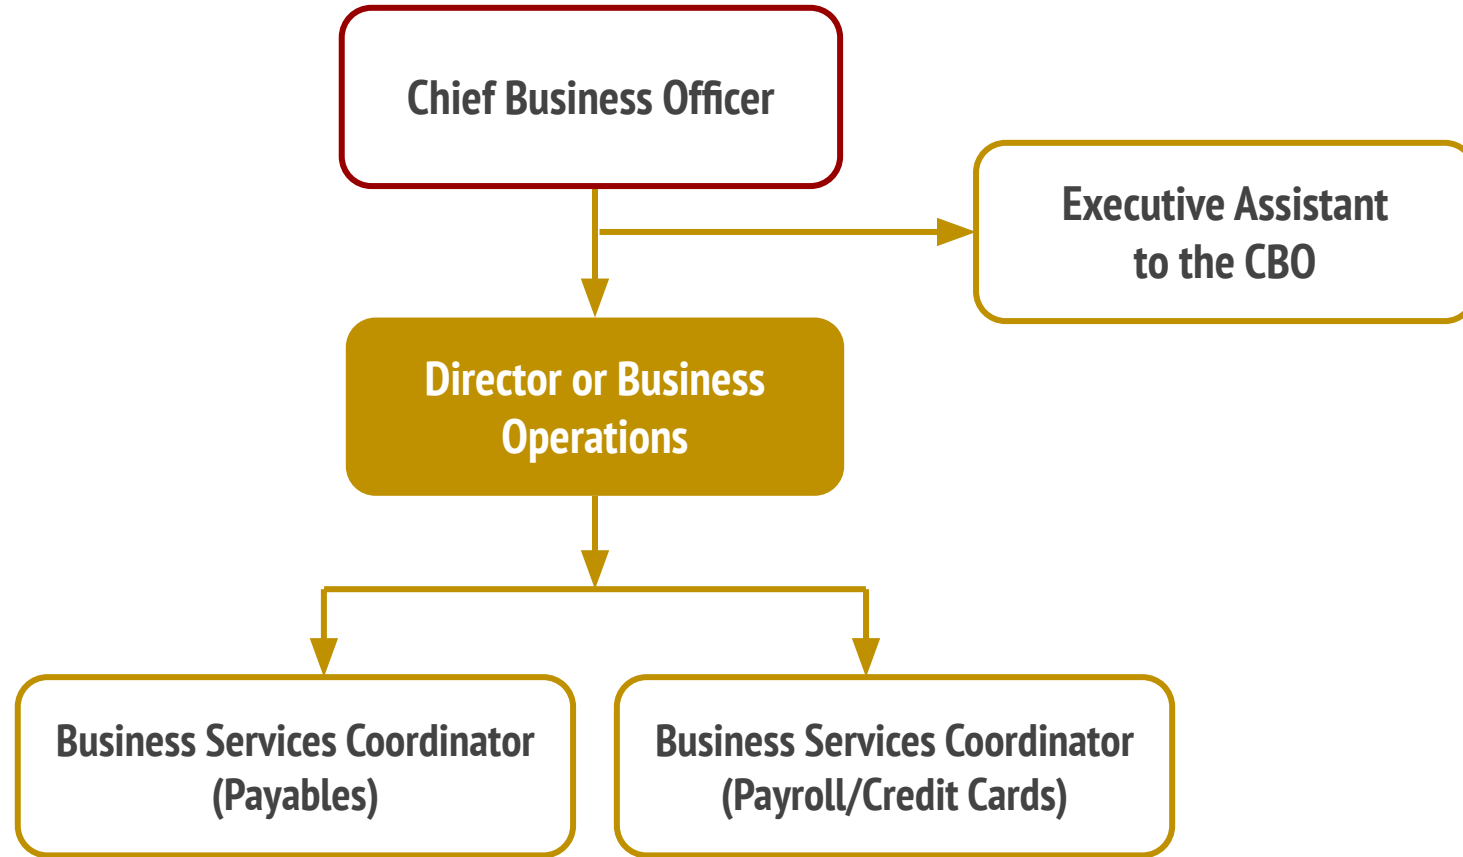 Chief Business Officer
Executive Assistant
to the CBO
Director or Business
Operations
Business Services Coordinator
(Payables)
Business Services Coordinator
(Payroll/Credit Cards)